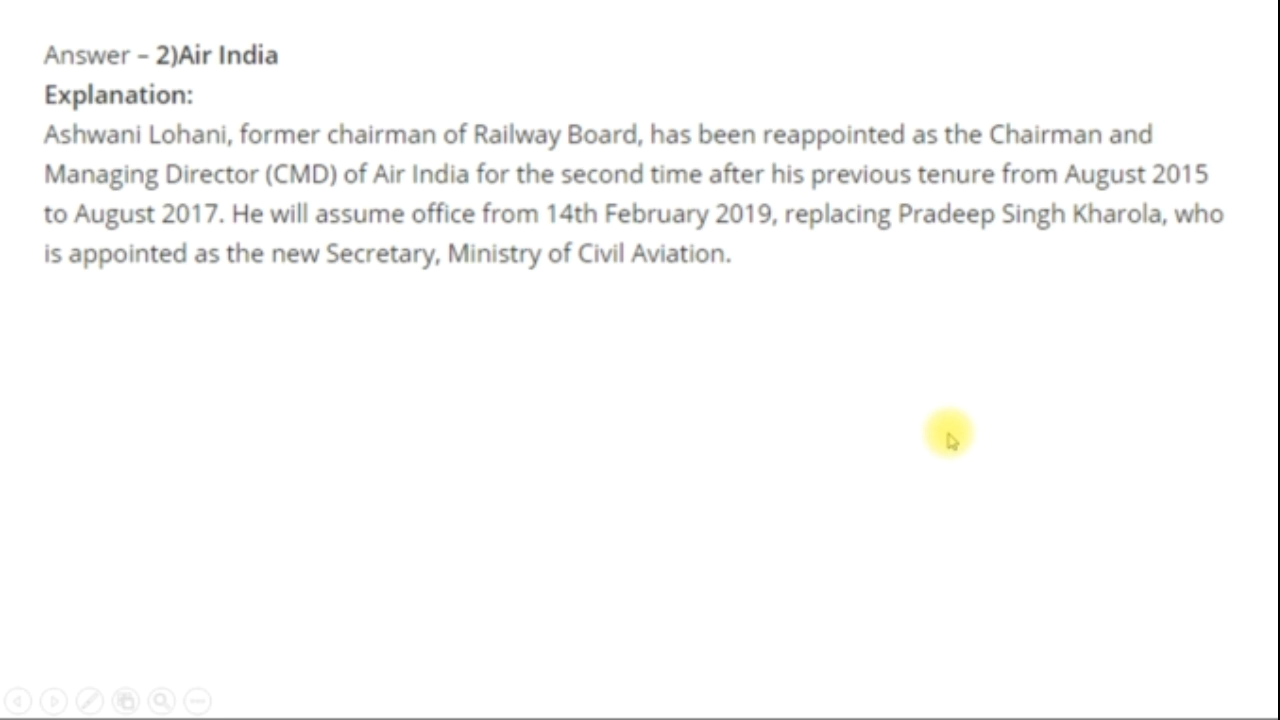 Answer – 2)Air India
Explanation:
Ashwani Lohani, former chairman of Railway Board, has been reappointed as the Chairman and
Managing Director (CMD) of Air India for the second time after his previous tenure from August 2015
to August 2017. He will assume office from 14th February 2019, replacing Pradeep Singh Kharola, who
is appointed as the new Secretary, Ministry of Civil Aviation.